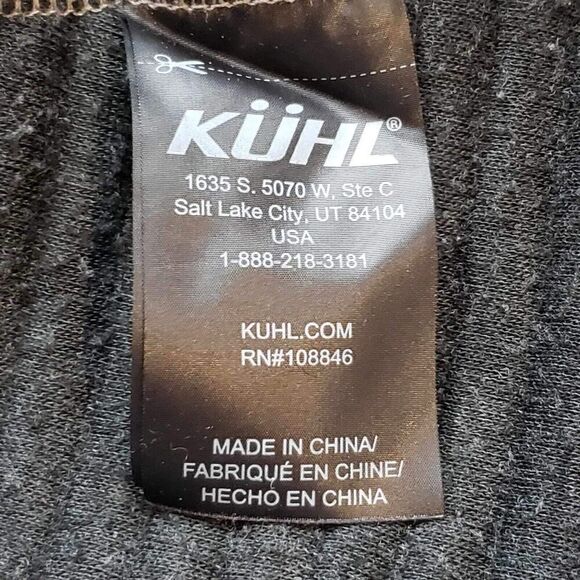 KÜHL®
1635 S. 5070 W, Ste C
Salt Lake City, UT 84104
USA
1-888-218-3181
KUHL.COM
RN#108846
MADE IN CHINA/
FABRIQUÉ EN CHINE/
HECHO EN CHINA